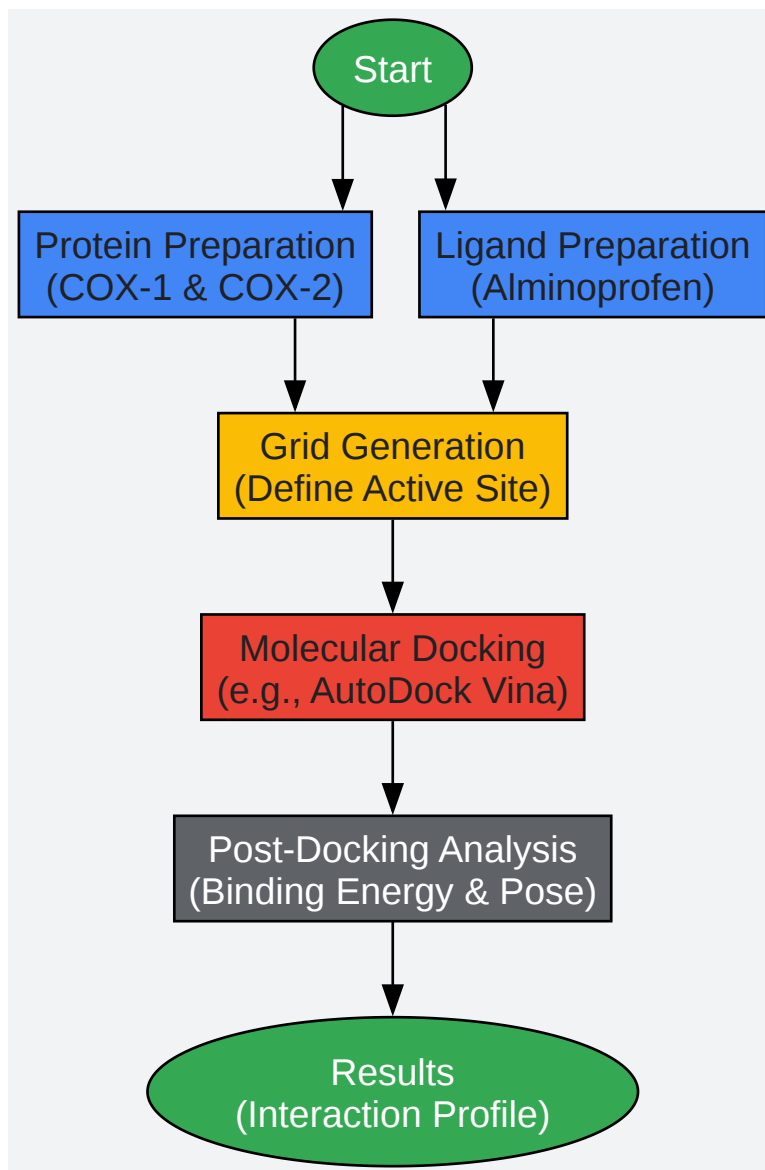 Start
Protein Preparation
(COX-1 & COX-2)
Ligand Preparation
(Alminoprofen)
Grid Generation
(Define Active Site)
Molecular Docking
(e.g., AutoDock Vina)
Post-Docking Analysis
(Binding Energy & Pose)
Results
(Interaction Profile)